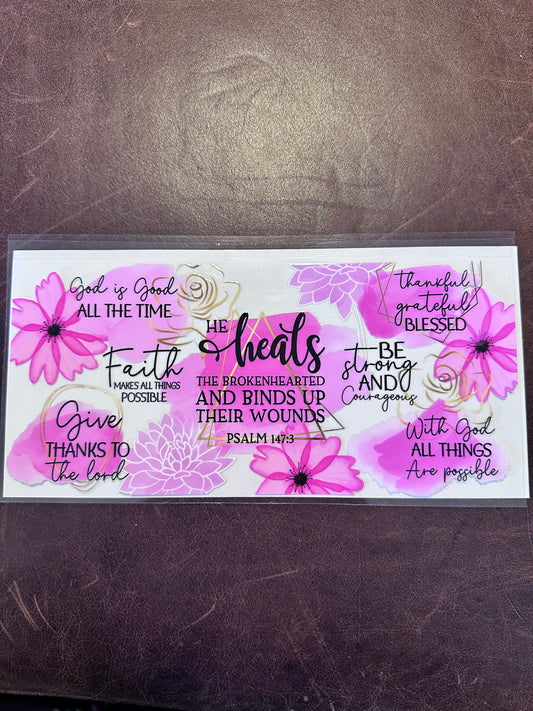 God is Good
ALL THE TIME
Faith
MAKES ALL THINGS
POSSIBLE
Give
THANKS TO
the lord
HE
heals
THE BROKENHEARTED
AND BINDS UP
THEIR WOUNDS
PSALM 147:3
thankful
grateful
BLESSED
BE
strong
AND
Courageous
With God
ALL THINGS
Are possible